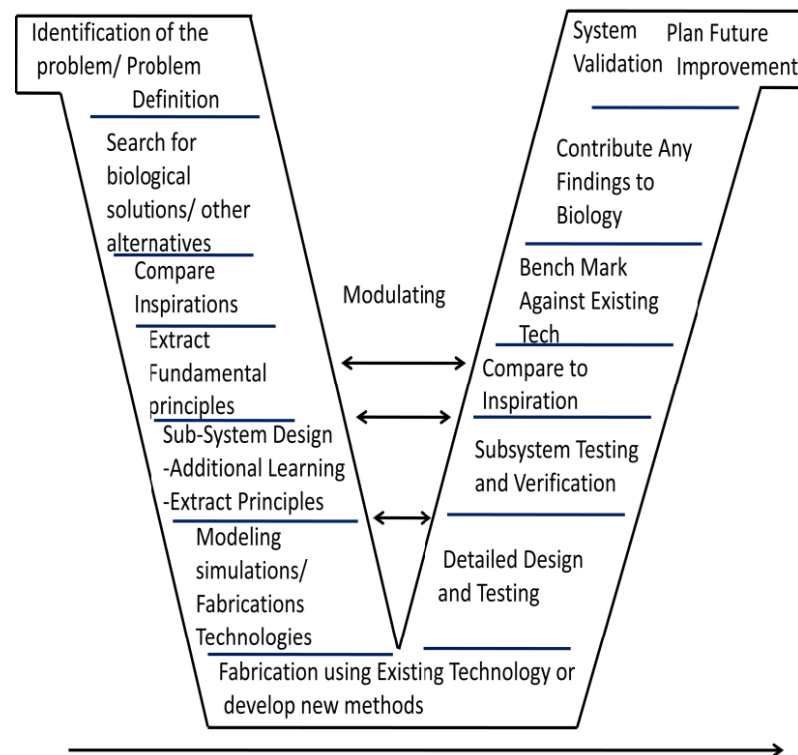 Identification of the
problem/ Problem
Definition
Search for
biological
solutions/ other
alternatives
Compare
Inspirations
Extract
Fundamental
principles
Sub-System Design
-Additional Learning
-Extract Principles
Modeling
simulations/
Fabrications
Technologies
Fabrication using Existing Technology or
develop new methods
Modulating
System
Validation
Plan Future
Improvement
Contribute Any
Findings to
Biology
Bench Mark
Against Existing
Tech
Compare to
Inspiration
Subsystem Testing
and Verification
Detailed Design
and Testing